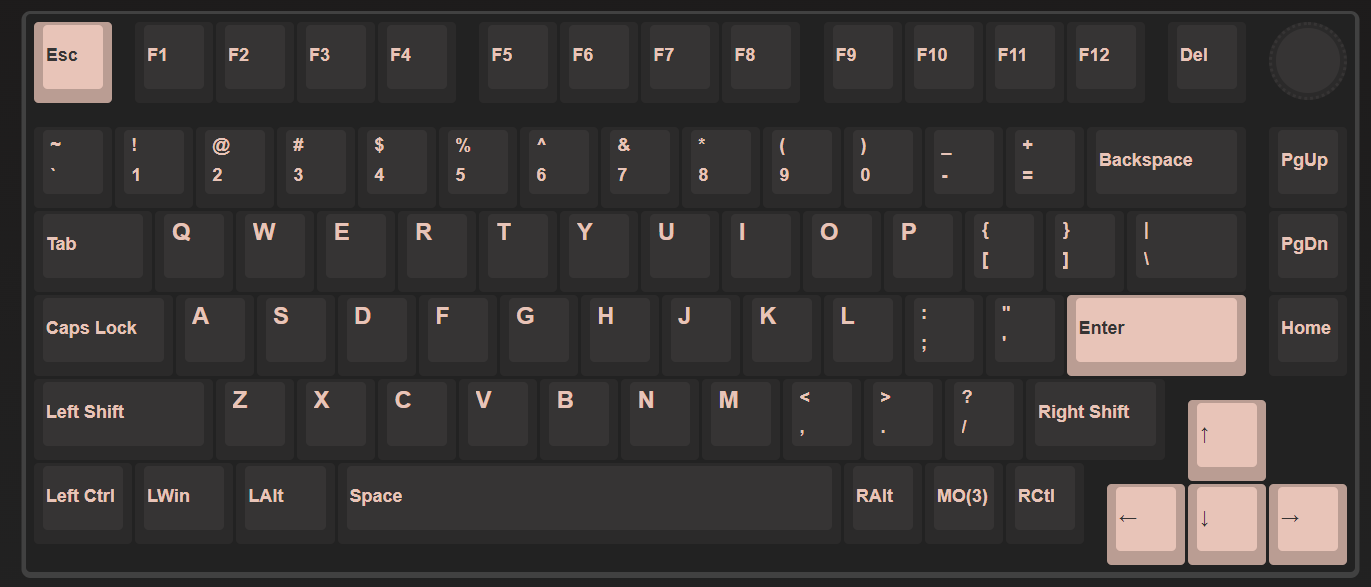 Esc F1 F2 F3 F4 F5 F6 F7 F8 F9 F10 F11 F12 Del
~ ! @ # $ % ^ & * ( ) _ +
` 1 2 3 4 5 6 7 8 9 0 - = Backspace PgUp
Tab Q W E R T Y U I O P { } |
[ ] \ PgDn
Caps Lock A S D F G H J K L : " Enter Home
; '
Left Shift Z X C V B N M < > ? Right Shift
, . / ↑
Left Ctrl LWin LAlt Space RAlt MO(3) RCtl ← ↓ →